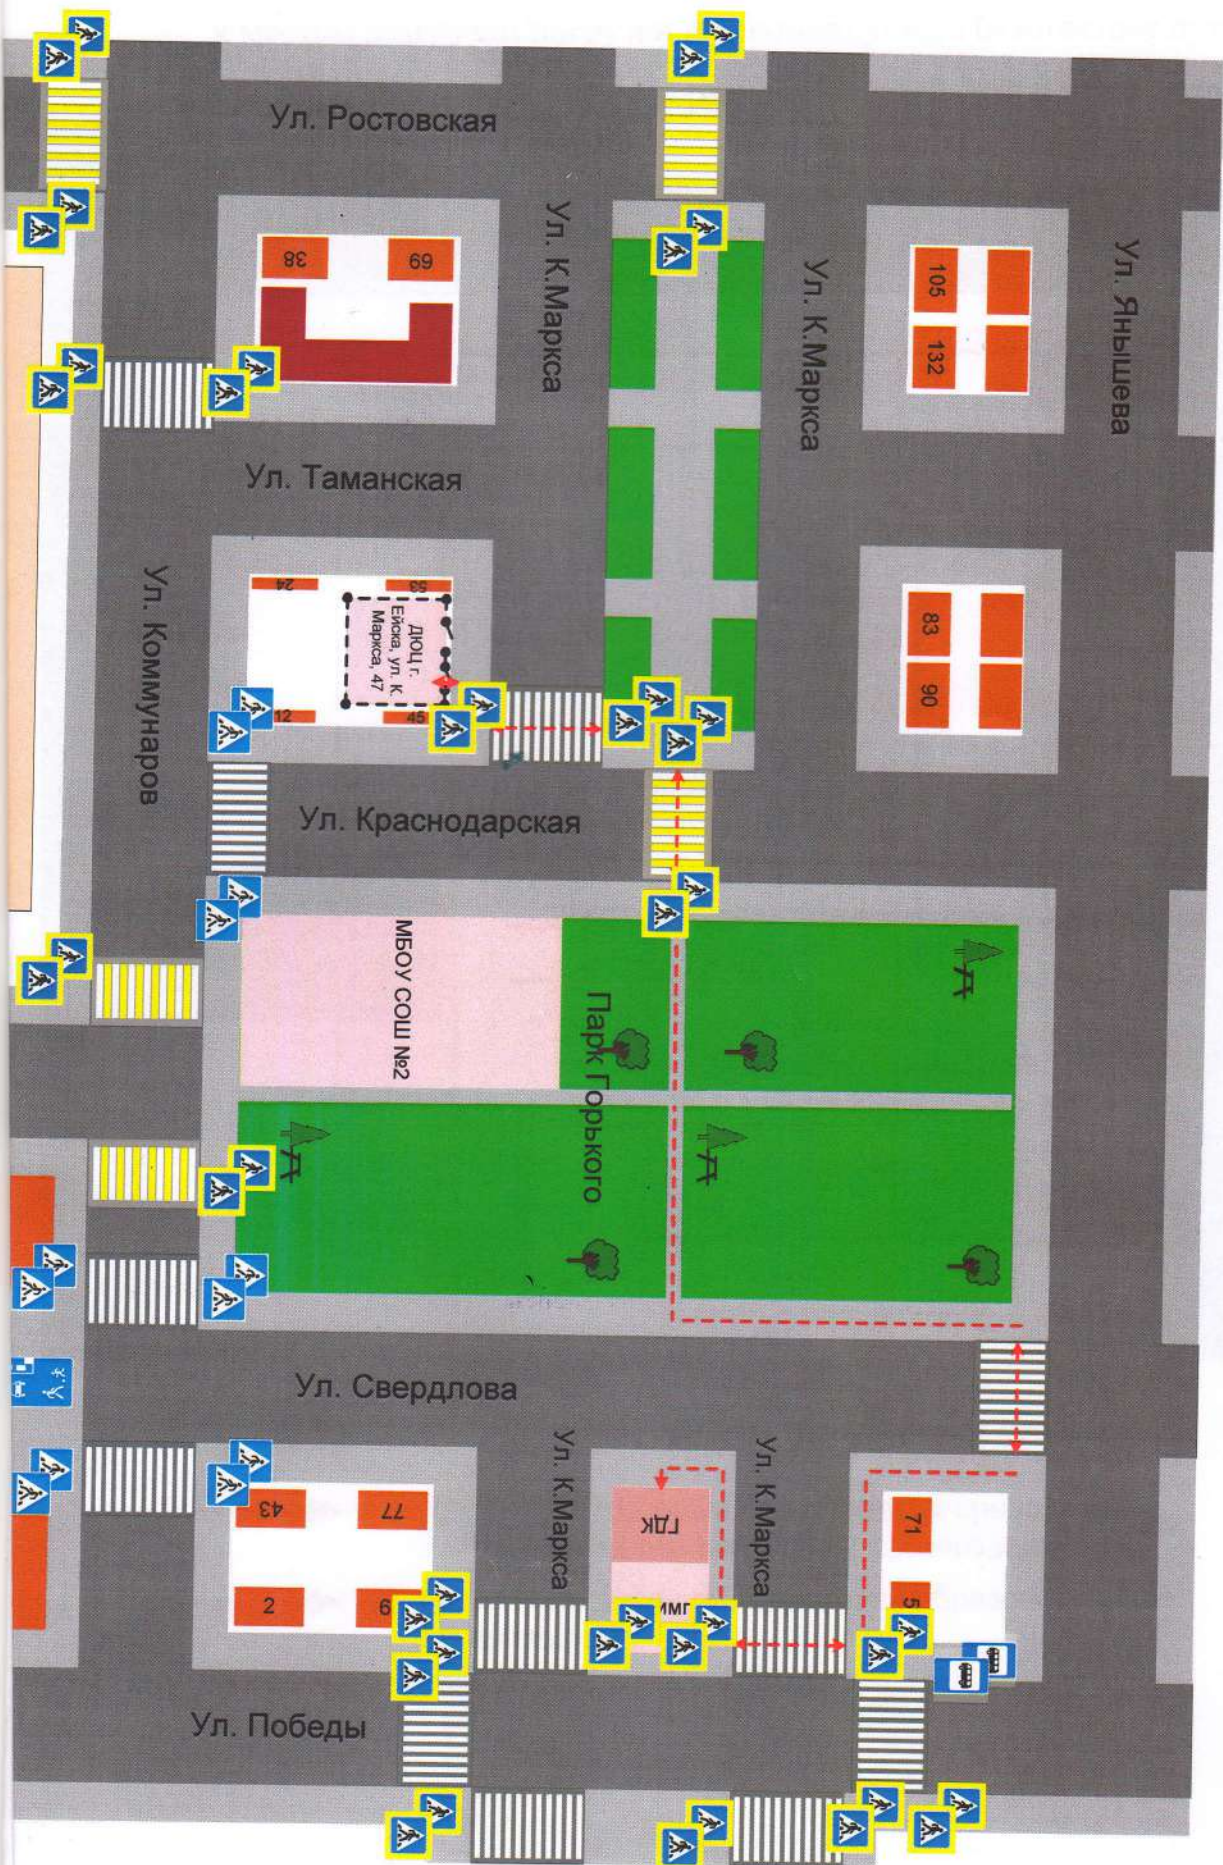 Ул. Ростовская
Ул. К.Маркса
Ул. К.Маркса
Ул. Янышева
38
69
105
132
Ул. Таманская
Ул. Коммунаров
24
53
ДЮЦ г.
Ейска, ул. К.
Маркса, 47
12
45
83
90
Ул. Краснодарская
МБОУ СОШ №2
Парк Горького
Ул. Свердлова
Ул. К.Маркса
Ул. К.Маркса
43
77
2
6
ГДК
71
5
Ул. Победы